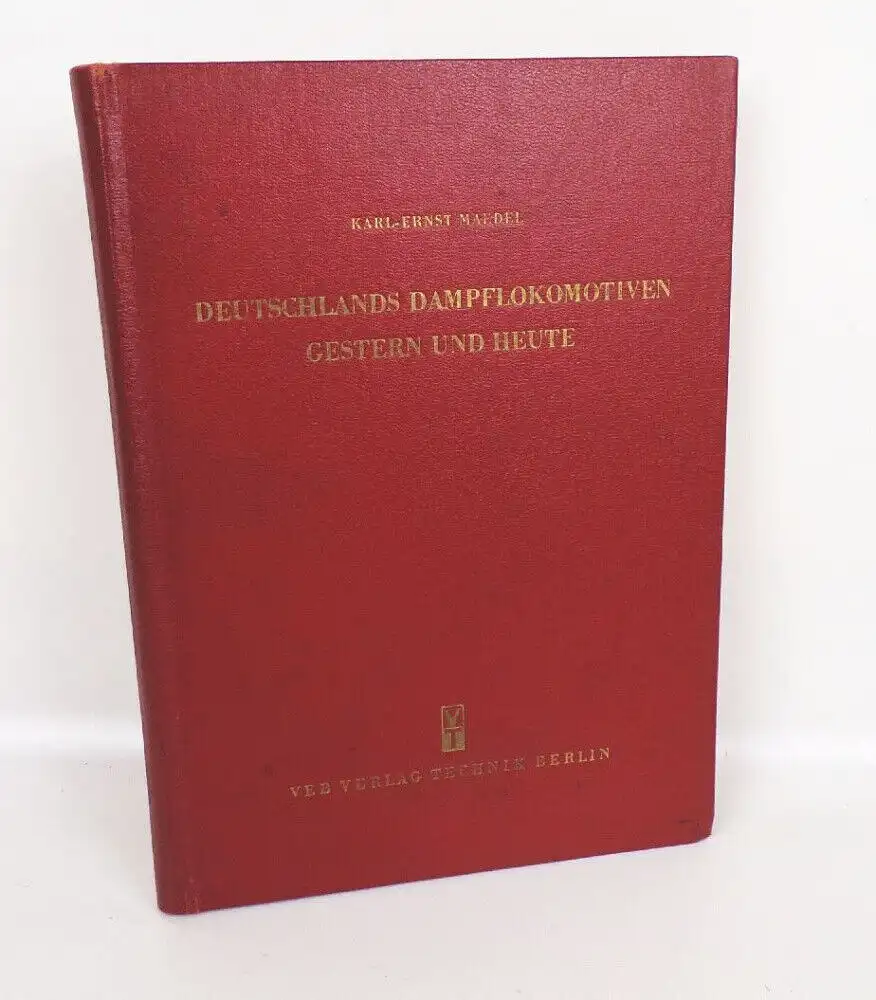 KARL-ERNST MAEDEL
DEUTSCHLANDS DAMPFLOKOMOTIVEN
GESTERN UND HEUTE
VT
VEB VERLAG TECHNIK BERLIN